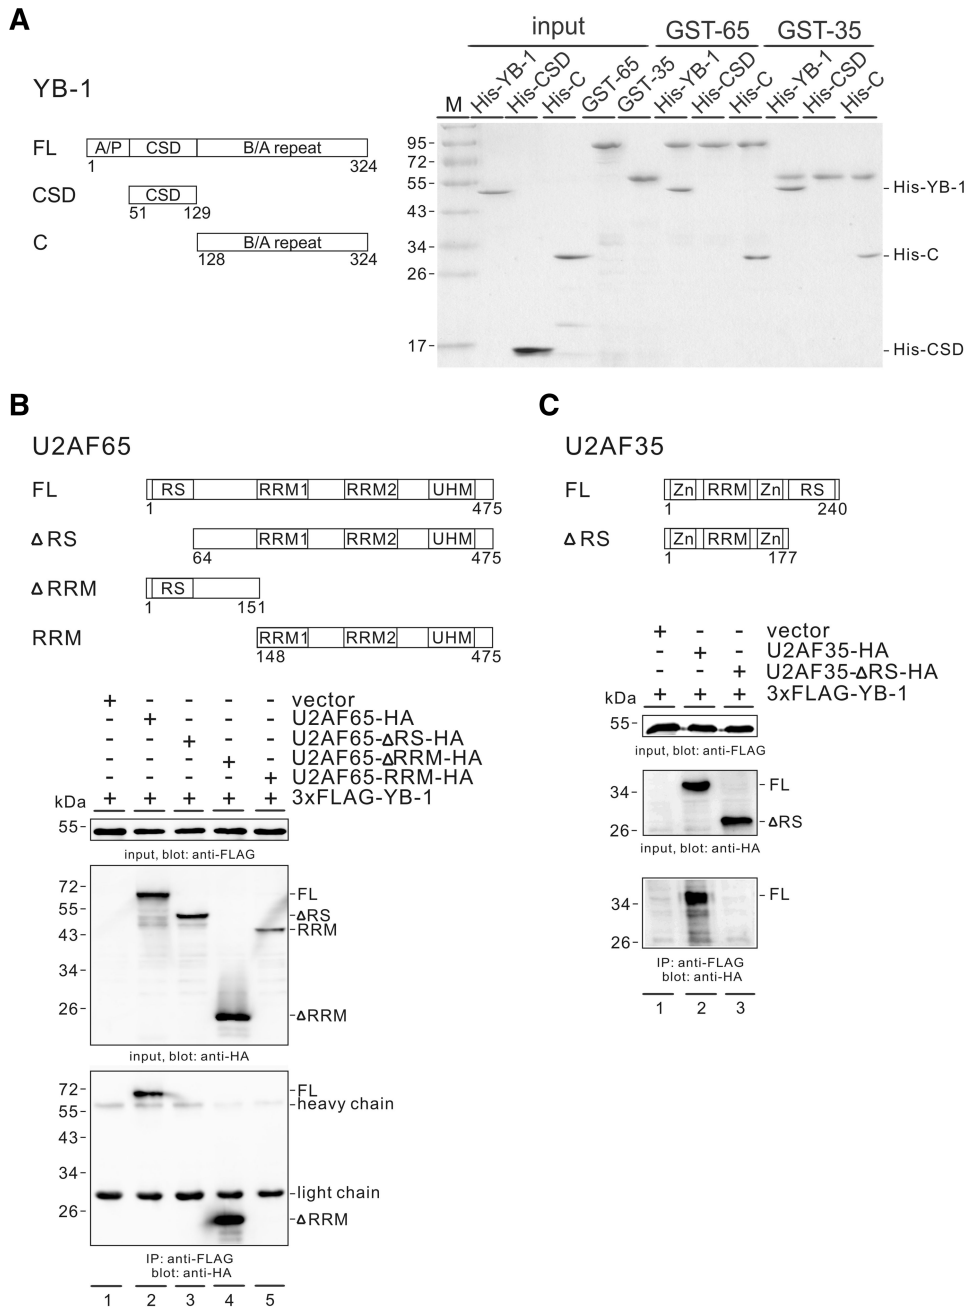 A
YB-1
FL A/P CSD B/A repeat
1 324
CSD CSD
51 129
C B/A repeat
128 324
input GST-65 GST-35
M His-YB-1 His-CSD His-C GST-65 GST-35 His-YB-1 His-CSD His-C His-YB-1 His-CSD His-C
95-
72-
55-
43-
34-
26-
17-
-His-YB-1
-His-C
-His-CSD
B
U2AF65
FL RS RRM1 RRM2 UHM
1 475
ΔRS RRM1 RRM2 UHM
64 475
ΔRRM RS
1 151
RRM RRM1 RRM2 UHM
148 475
+ - - - - vector
- + - - - U2AF65-HA
- - + - - U2AF65-ΔRS-HA
- - - + - U2AF65-ΔRRM-HA
- - - - + U2AF65-RRM-HA
+ + + + + 3xFLAG-YB-1
kDa
55-
input, blot: anti-FLAG
72-
55-
43-
34-
26-
-FL
-ΔRS
-RRM
-ΔRRM
input, blot: anti-HA
72-
55-
43-
34-
26-
-FL
-heavy chain
-light chain
-ΔRRM
IP: anti-FLAG
blot: anti-HA
1 2 3 4 5
C
U2AF35
FL Zn RRM Zn RS
1 240
ΔRS Zn RRM Zn
1 177
+ - - vector
- + - U2AF35-HA
- - + U2AF35-ΔRS-HA
+ + + 3xFLAG-YB-1
kDa
55-
input, blot: anti-FLAG
34-
26-
-FL
-ΔRS
input, blot: anti-HA
34-
26-
-FL
IP: anti-FLAG
blot: anti-HA
1 2 3